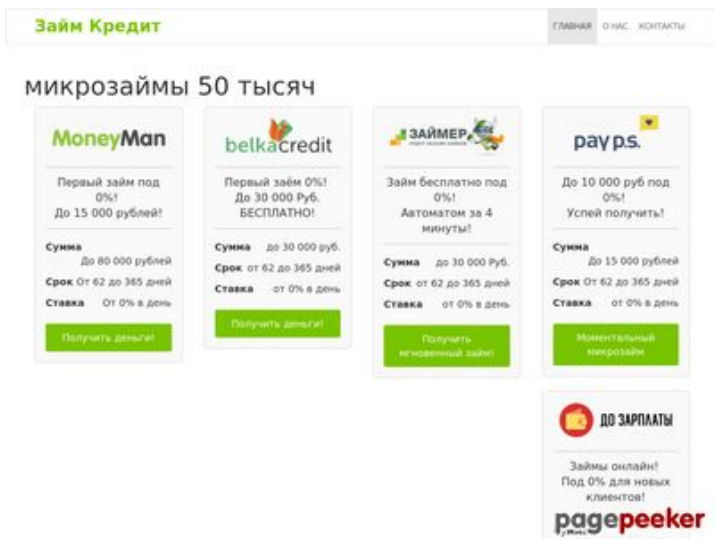 Займ Кредит
ГЛАВНАЯ О НАС КОНТАКТЫ
микрозаймы 50 тысяч
MoneyMan
Первый займ под
0%!
До 15 000 рублей!
Сумма
До 80 000 рублей
Срок От 62 до 365 дней
Ставка От 0% в день
Получить деньги!
belkacredit
Первый заём 0%!
До 30 000 Руб.
БЕСПЛАТНО!
Сумма до 30 000 руб.
Срок от 62 до 365 дней
Ставка от 0% в день
Получить деньги!
ЗАЙМЕР
Займ бесплатно под
0%!
Автоматом за 4
минуты!
Сумма до 30 000 Руб.
Срок от 62 до 365 дней
Ставка от 0% в день
Получить
мгновенный займ!
pay p.s.
До 10 000 руб под
0%!
Успей получить!
Сумма
До 15 000 рублей
Срок От 62 до 365 дней
Ставка От 0% в день
Моментальный
микрозайм
ДО ЗАРПЛАТЫ
Займы онлайн!
Под 0% для новых
клиентов!
pagepeeker